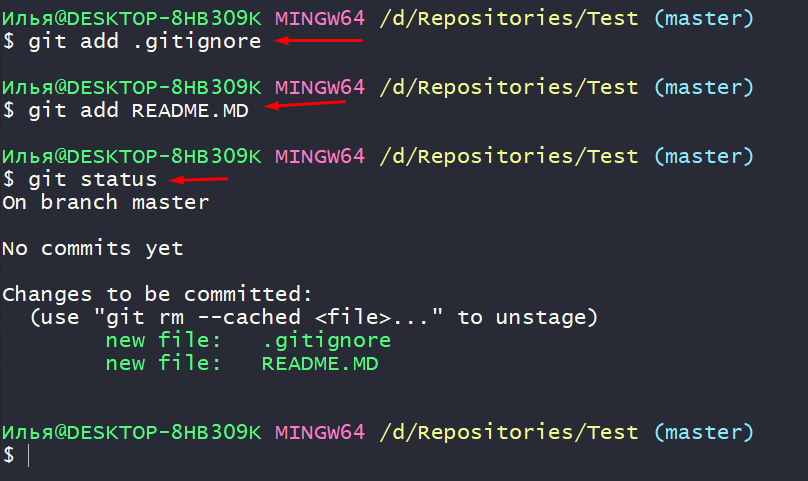 Илья@DESKTOP-8HB309K MINGW64 /d/Repositories/Test (master)
$ git add .gitignore
Илья@DESKTOP-8HB309K MINGW64 /d/Repositories/Test (master)
$ git add README.MD
Илья@DESKTOP-8HB309K MINGW64 /d/Repositories/Test (master)
$ git status
On branch master
No commits yet
Changes to be committed:
(use "git rm --cached <file>..." to unstage)
new file: .gitignore
new file: README.MD
Илья@DESKTOP-8HB309K MINGW64 /d/Repositories/Test (master)
$